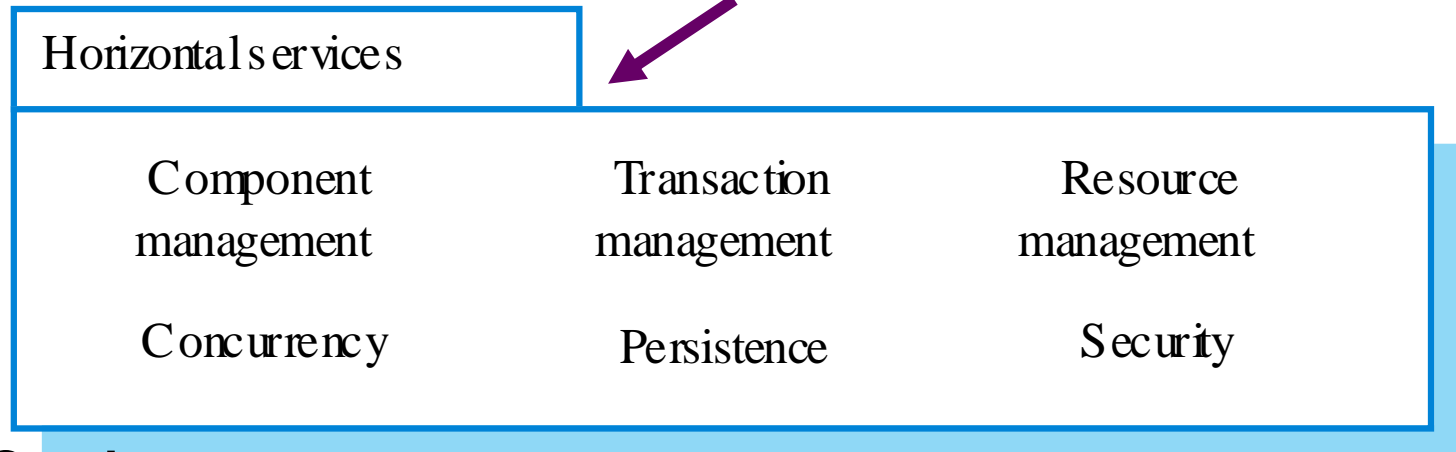 Horizontal services
Component Transaction Resource
management management management
Concurrency Persistence Security